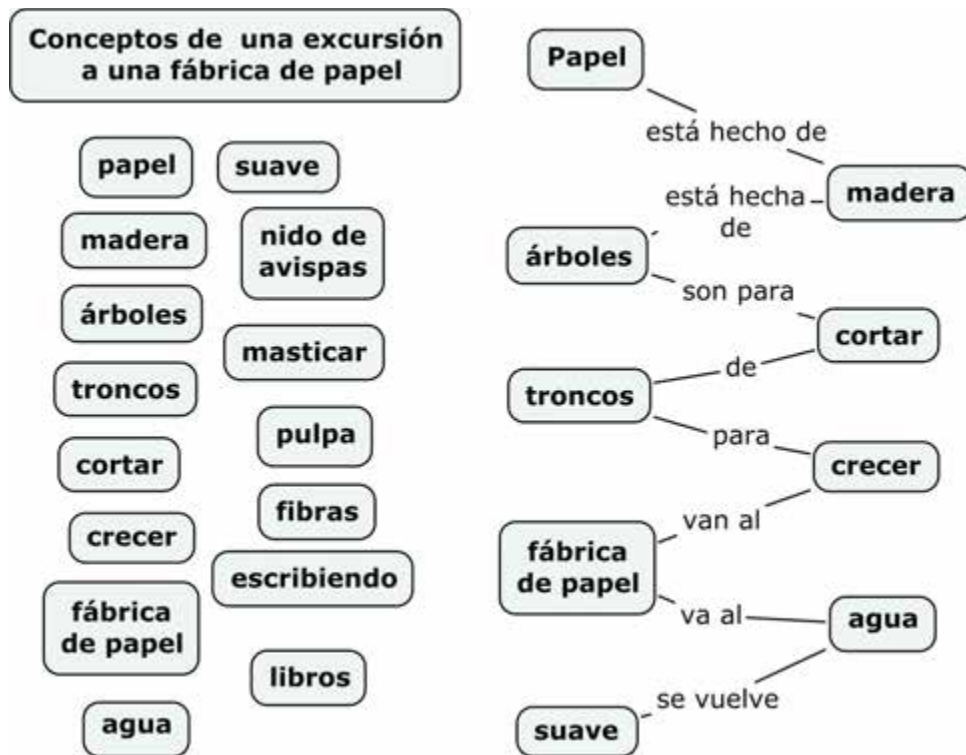 Conceptos de una excursión
a una fábrica de papel
papel
suave
madera
nido de
avispas
árboles
masticar
troncos
pulpa
cortar
fibras
crecer
escribiendo
fábrica
de papel
libros
agua
Papel
está hecho de
madera
está hecha
de
árboles
son para
cortar
de
troncos
para
crecer
van al
fábrica
de papel
va al
agua
se vuelve
suave